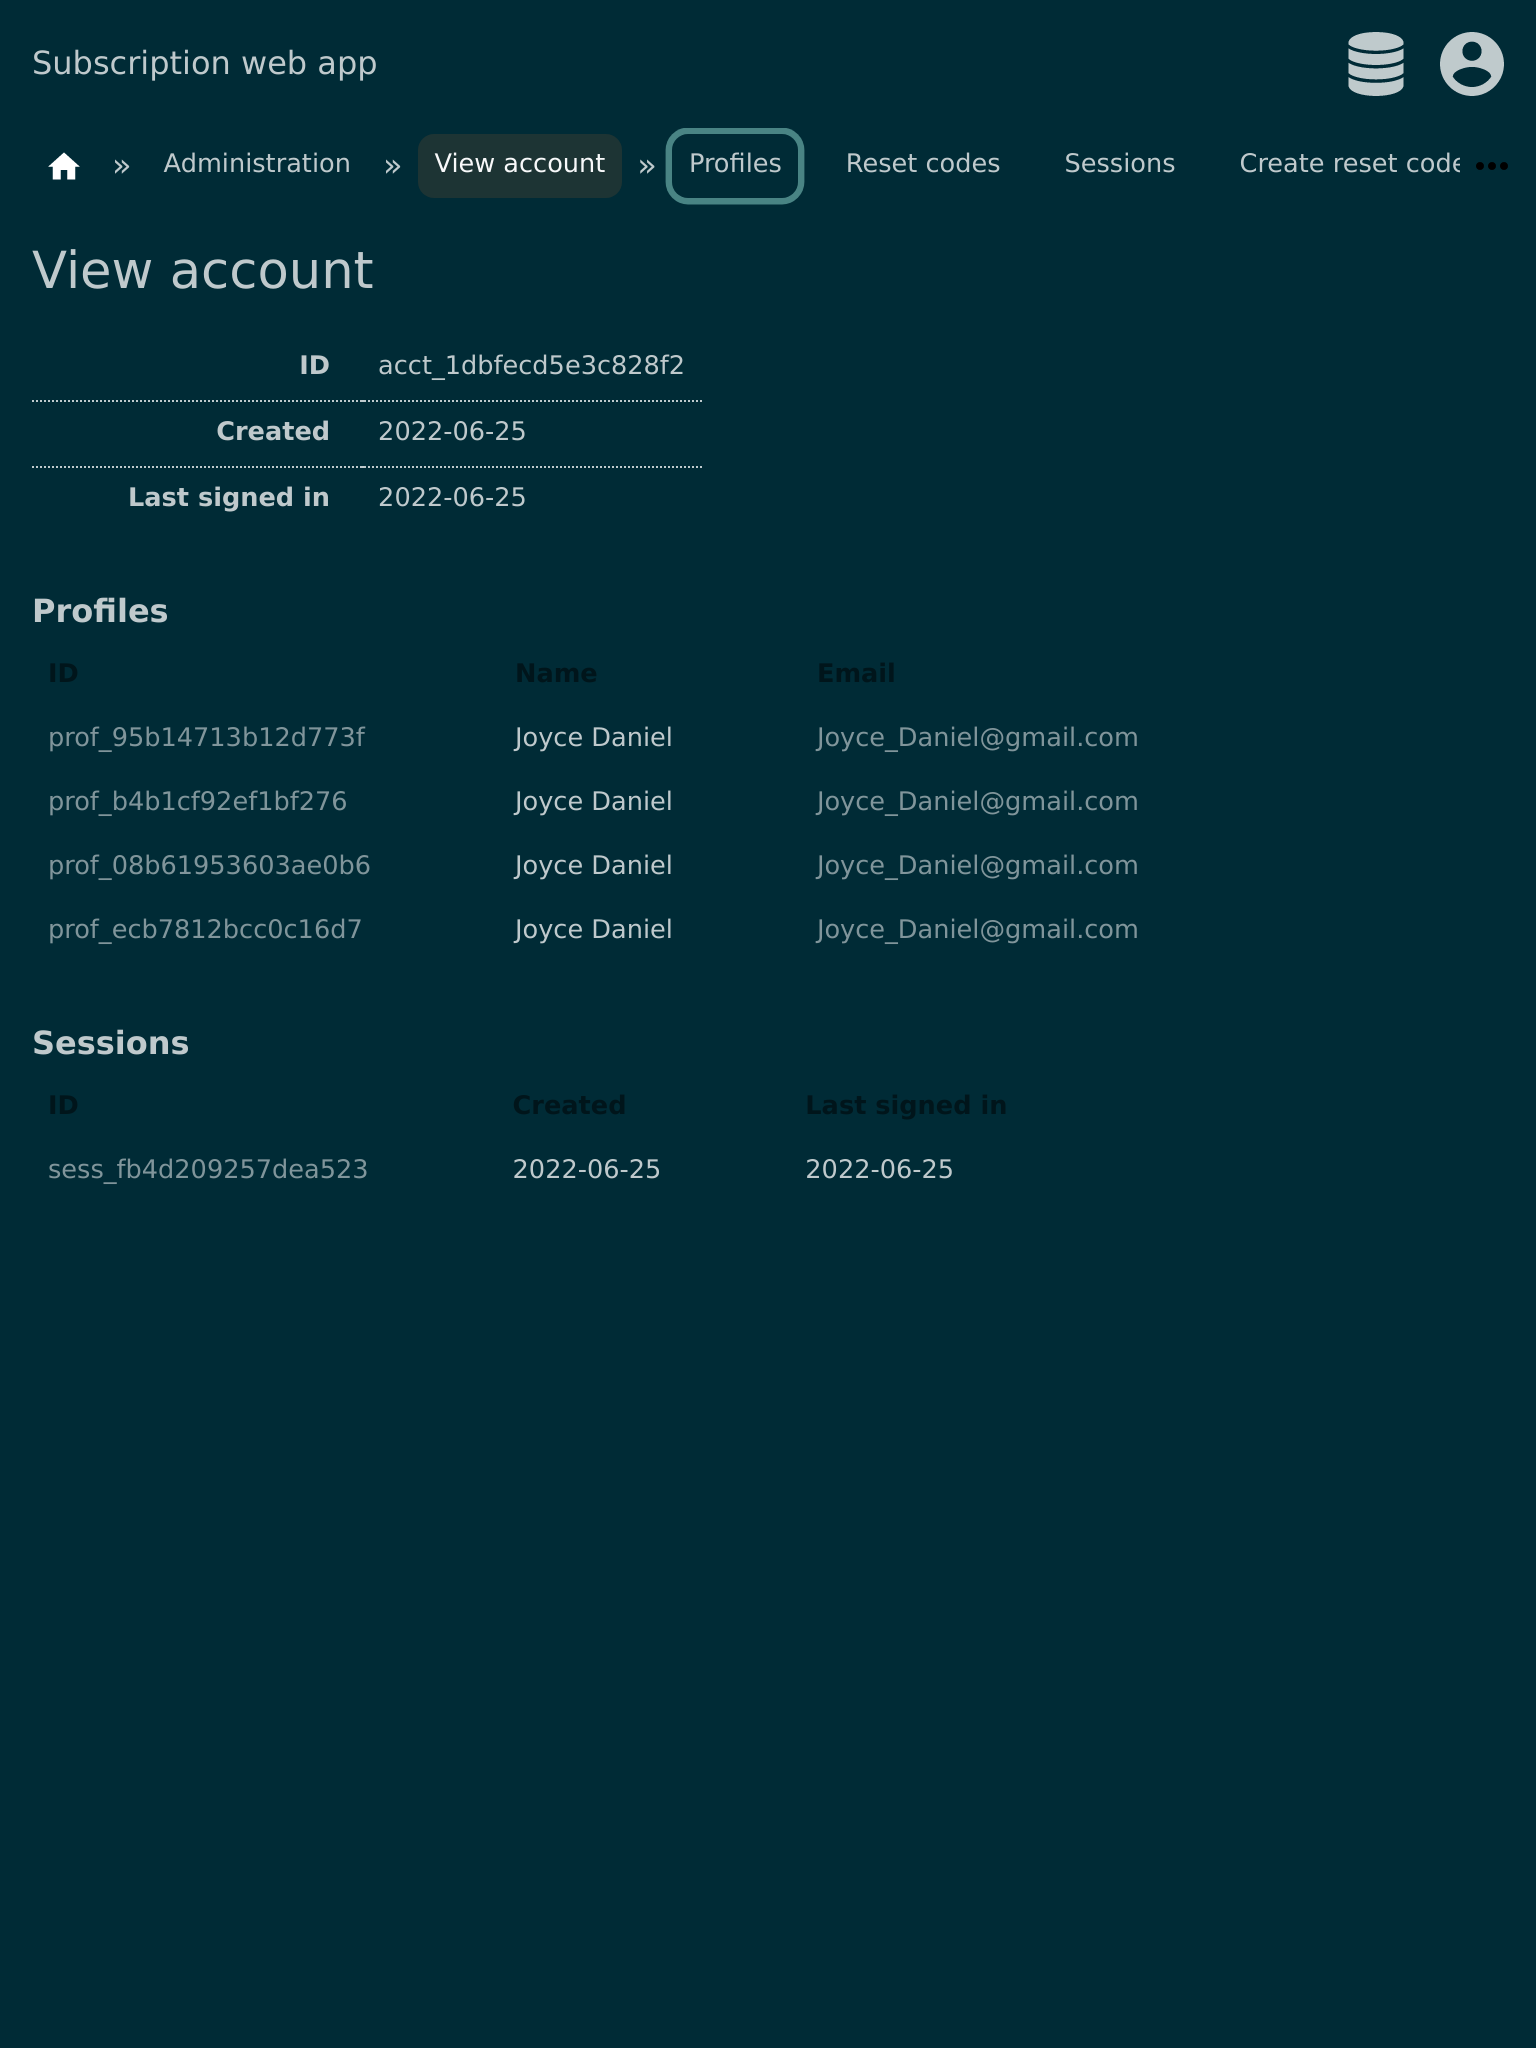 Subscription web app
» Administration » View account » Profiles Reset codes Sessions Create reset code
View account
ID acct_1dbfecd5e3c828f2
Created 2022-06-25
Last signed in 2022-06-25
Profiles
ID Name Email
prof_95b14713b12d773f Joyce Daniel Joyce_Daniel@gmail.com
prof_b4b1cf92ef1bf276 Joyce Daniel Joyce_Daniel@gmail.com
prof_08b61953603ae0b6 Joyce Daniel Joyce_Daniel@gmail.com
prof_ecb7812bcc0c16d7 Joyce Daniel Joyce_Daniel@gmail.com
Sessions
ID Created Last signed in
sess_fb4d209257dea523 2022-06-25 2022-06-25